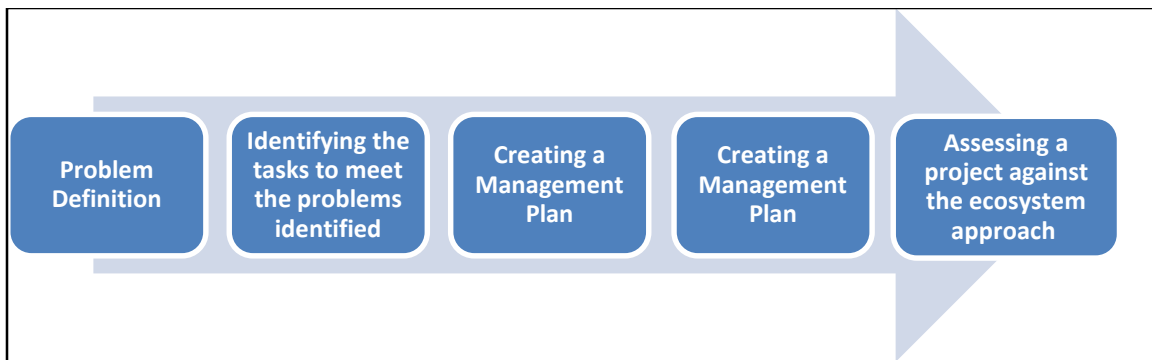 Problem
Definition
Identifying the
tasks to meet
the problems
identified
Creating a
Management
Plan
Creating a
Management
Plan
Assessing a
project against
the ecosystem
approach